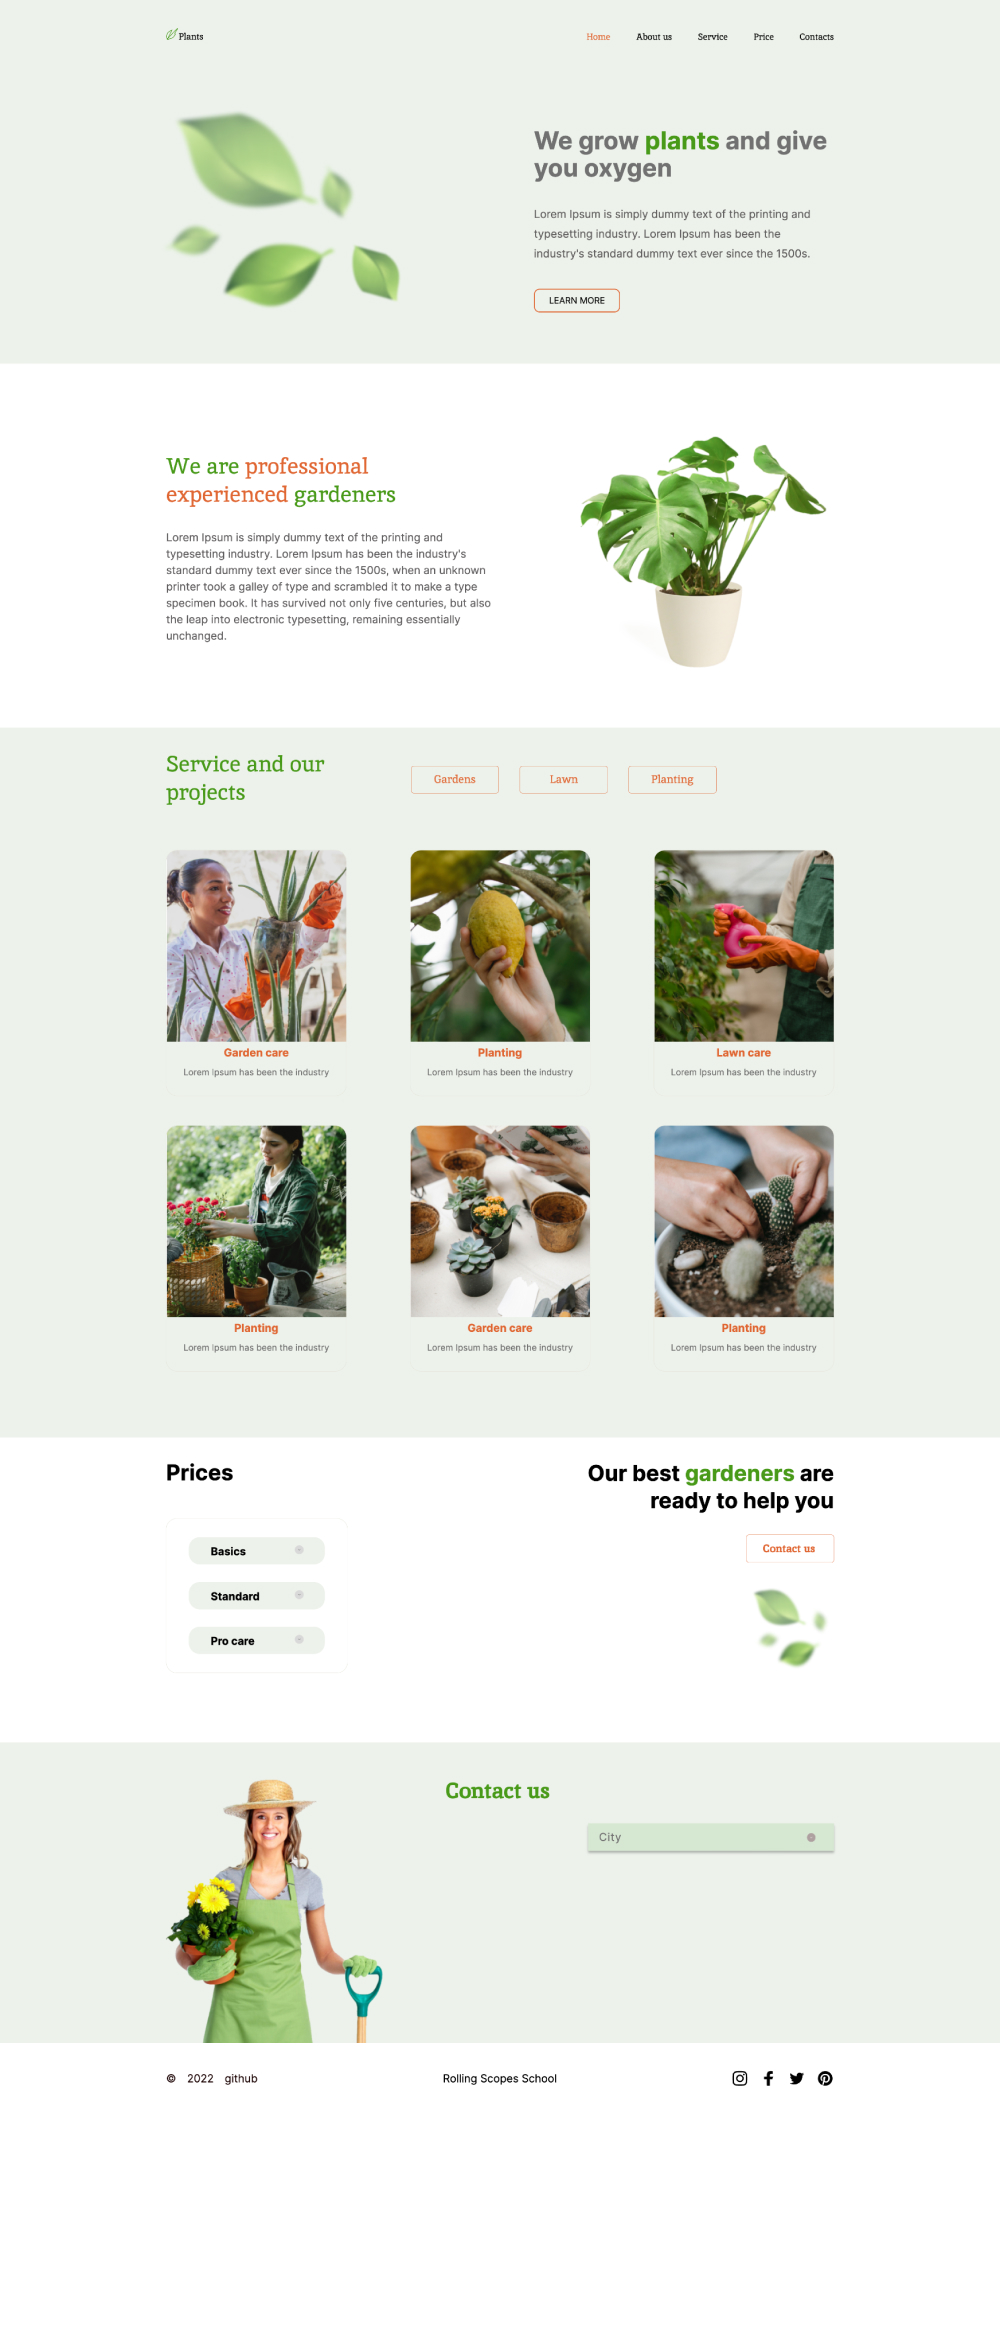 Plants
Home About us Service Price Contacts
We grow plants and give
you oxygen
Lorem Ipsum is simply dummy text of the printing and
typesetting industry. Lorem Ipsum has been the
industry's standard dummy text ever since the 1500s.
LEARN MORE
We are professional
experienced gardeners
Lorem Ipsum is simply dummy text of the printing and
typesetting industry. Lorem Ipsum has been the industry's
standard dummy text ever since the 1500s, when an unknown
printer took a galley of type and scrambled it to make a type
specimen book. It has survived not only five centuries, but also
the leap into electronic typesetting, remaining essentially
unchanged.
Service and our
projects
Gardens Lawn Planting
Garden care
Lorem Ipsum has been the industry
Planting
Lorem Ipsum has been the industry
Lawn care
Lorem Ipsum has been the industry
Planting
Lorem Ipsum has been the industry
Garden care
Lorem Ipsum has been the industry
Planting
Lorem Ipsum has been the industry
Prices
Basics
Standard
Pro care
Our best gardeners are
ready to help you
Contact us
Contact us
City
© 2022 github
Rolling Scopes School